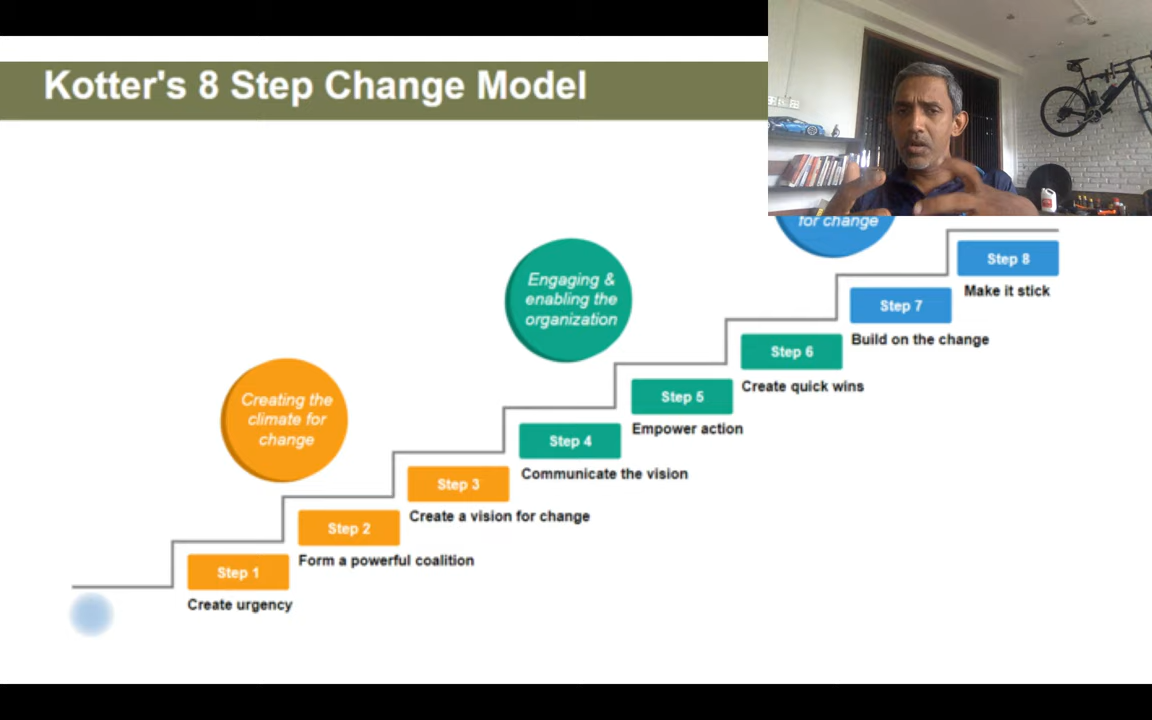 Kotter's 8 Step Change Model
for change
Step 8
Make it stick
Engaging &
enabling the
organization
Step 7
Build on the change
Step 6
Create quick wins
Creating the
climate for
change
Step 5
Empower action
Step 4
Communicate the vision
Step 3
Create a vision for change
Step 2
Form a powerful coalition
Step 1
Create urgency